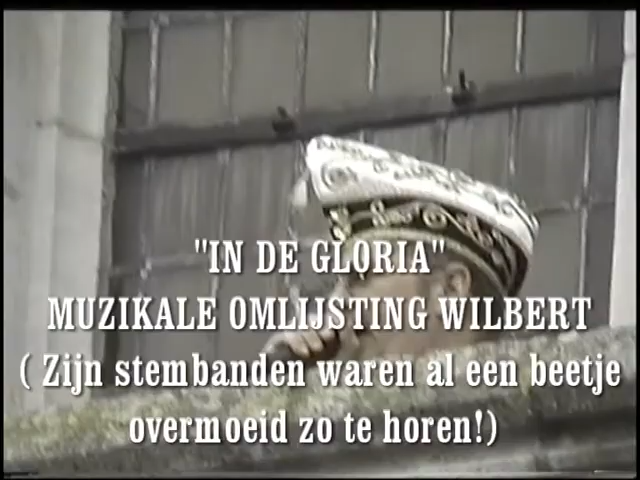 "IN DE GLORIA"
MUZIKALE OMLIJSTING WILBERT
( Zijn stembanden waren al een beetje
overmoeid zo te horen!)